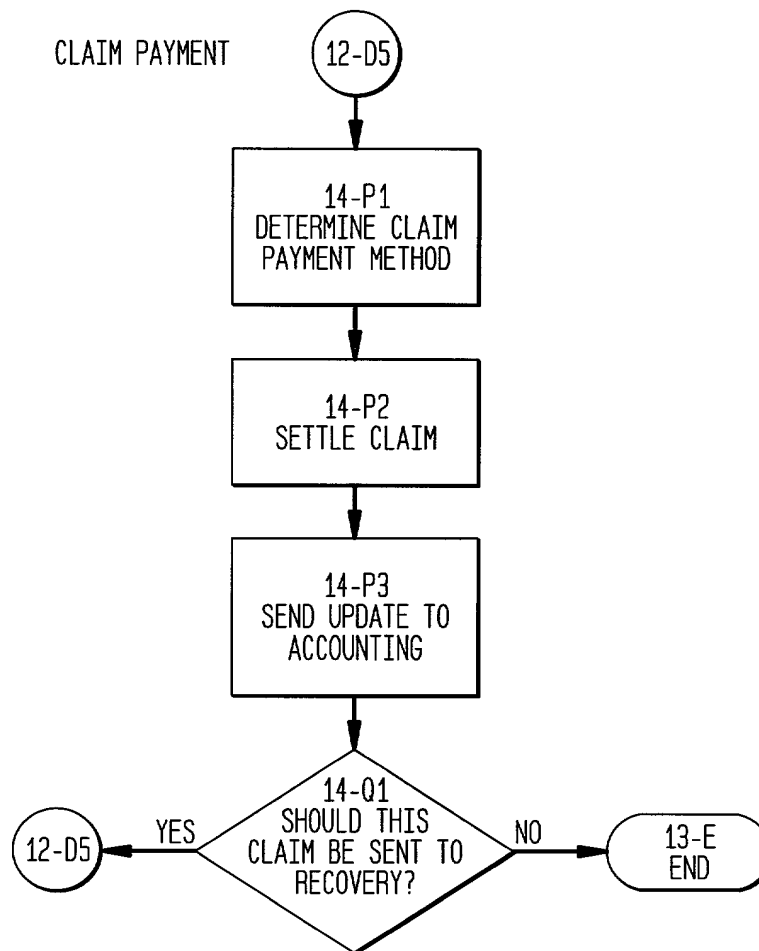 CLAIM PAYMENT
12-D5
14-P1
DETERMINE CLAIM
PAYMENT METHOD
14-P2
SETTLE CLAIM
14-P3
SEND UPDATE TO
ACCOUNTING
14-Q1
SHOULD THIS
CLAIM BE SENT TO
RECOVERY?
YES
12-D5
NO
13-E
END